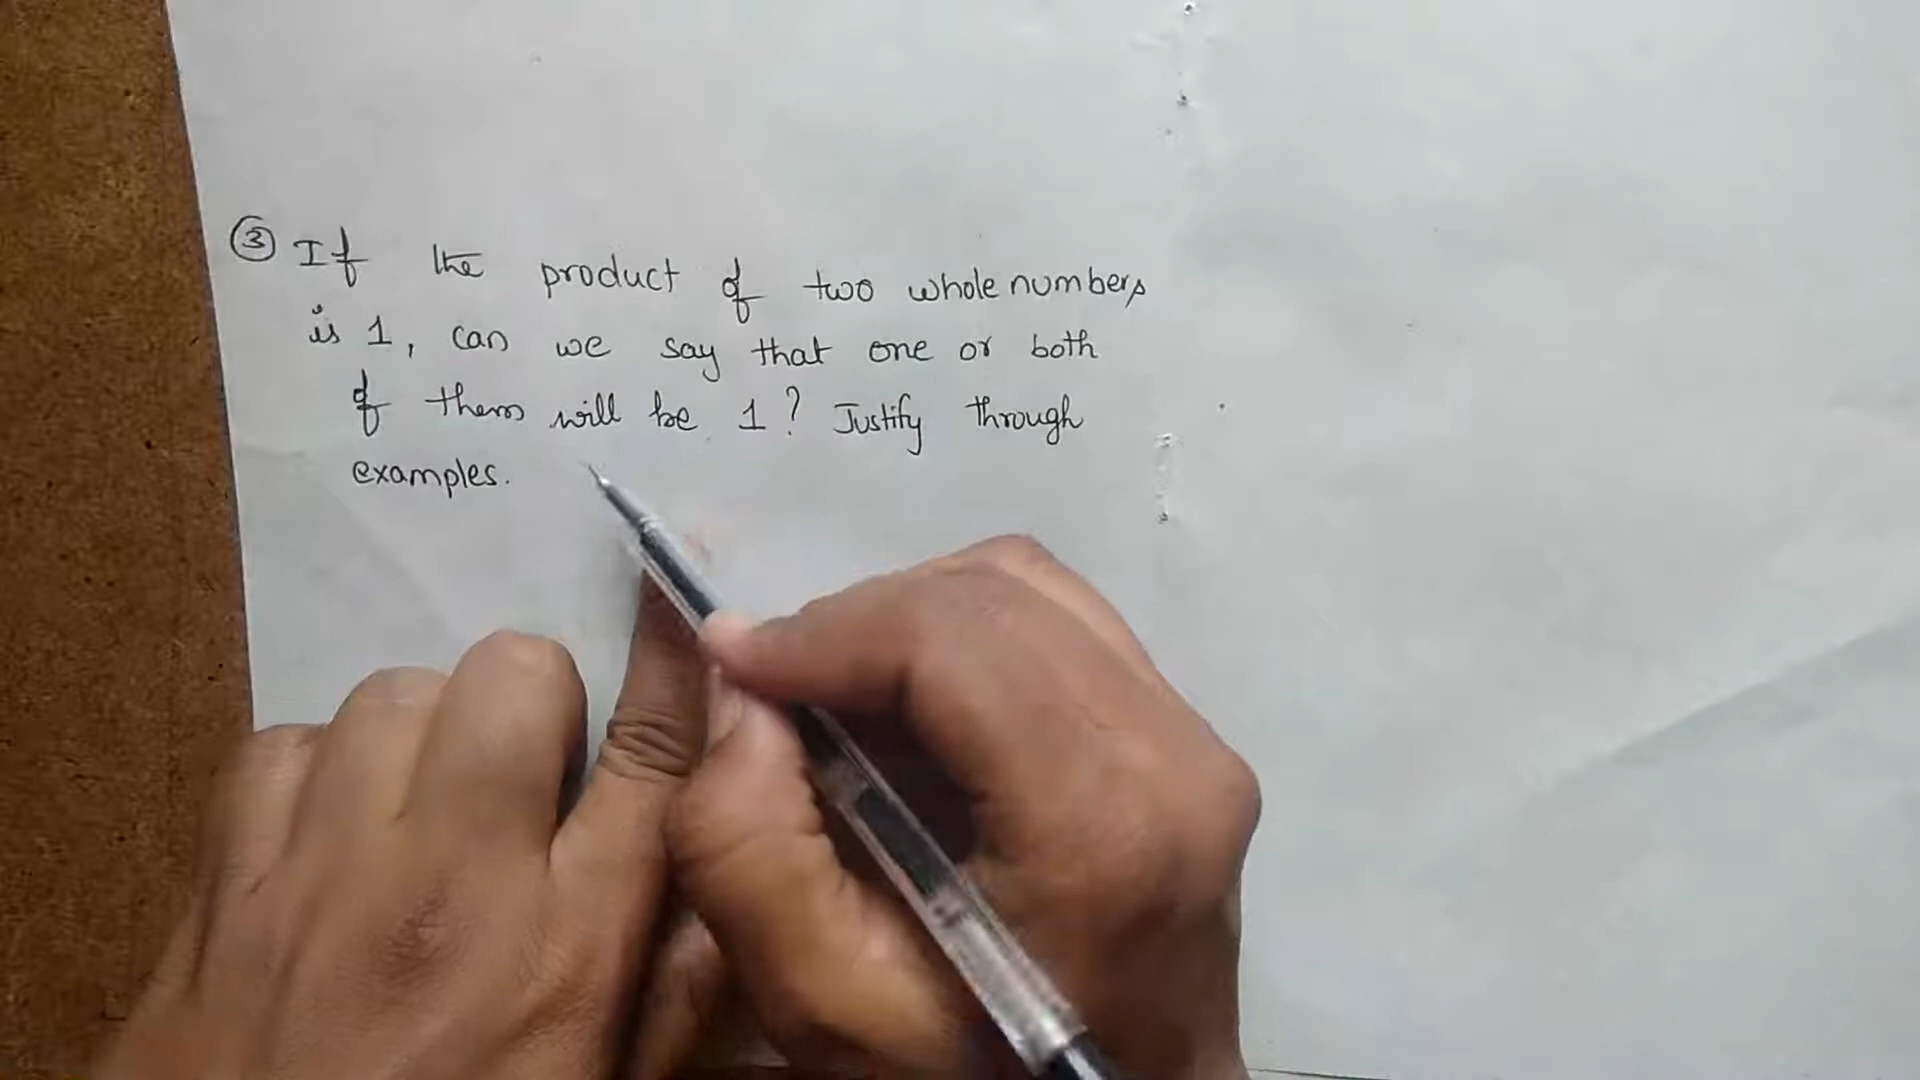 ③ If the product of two whole numbers
is 1, can we say that one or both
of them will be 1? Justify through
examples.